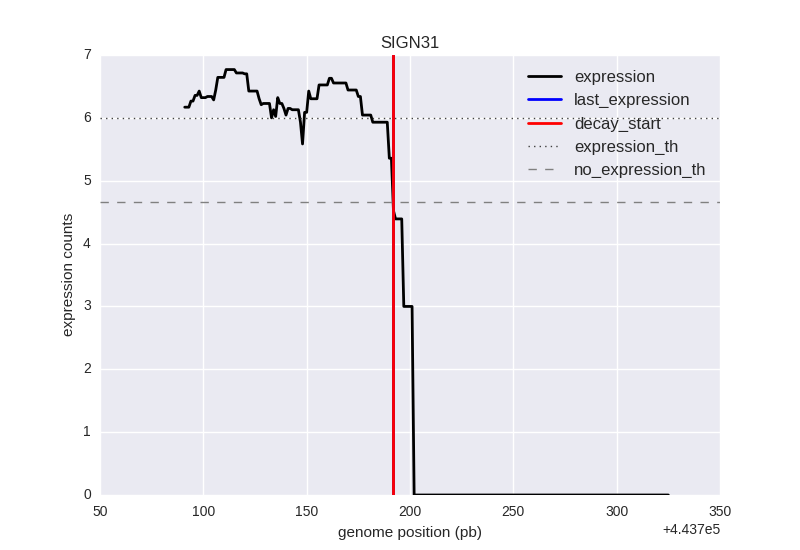 SIGN31
7
6
5
4
3
2
1
0
expression counts
expression
last_expression
decay_start
expression_th
no_expression_th
50
100
150
200
250
300
350
genome position (pb)
+4.437e5